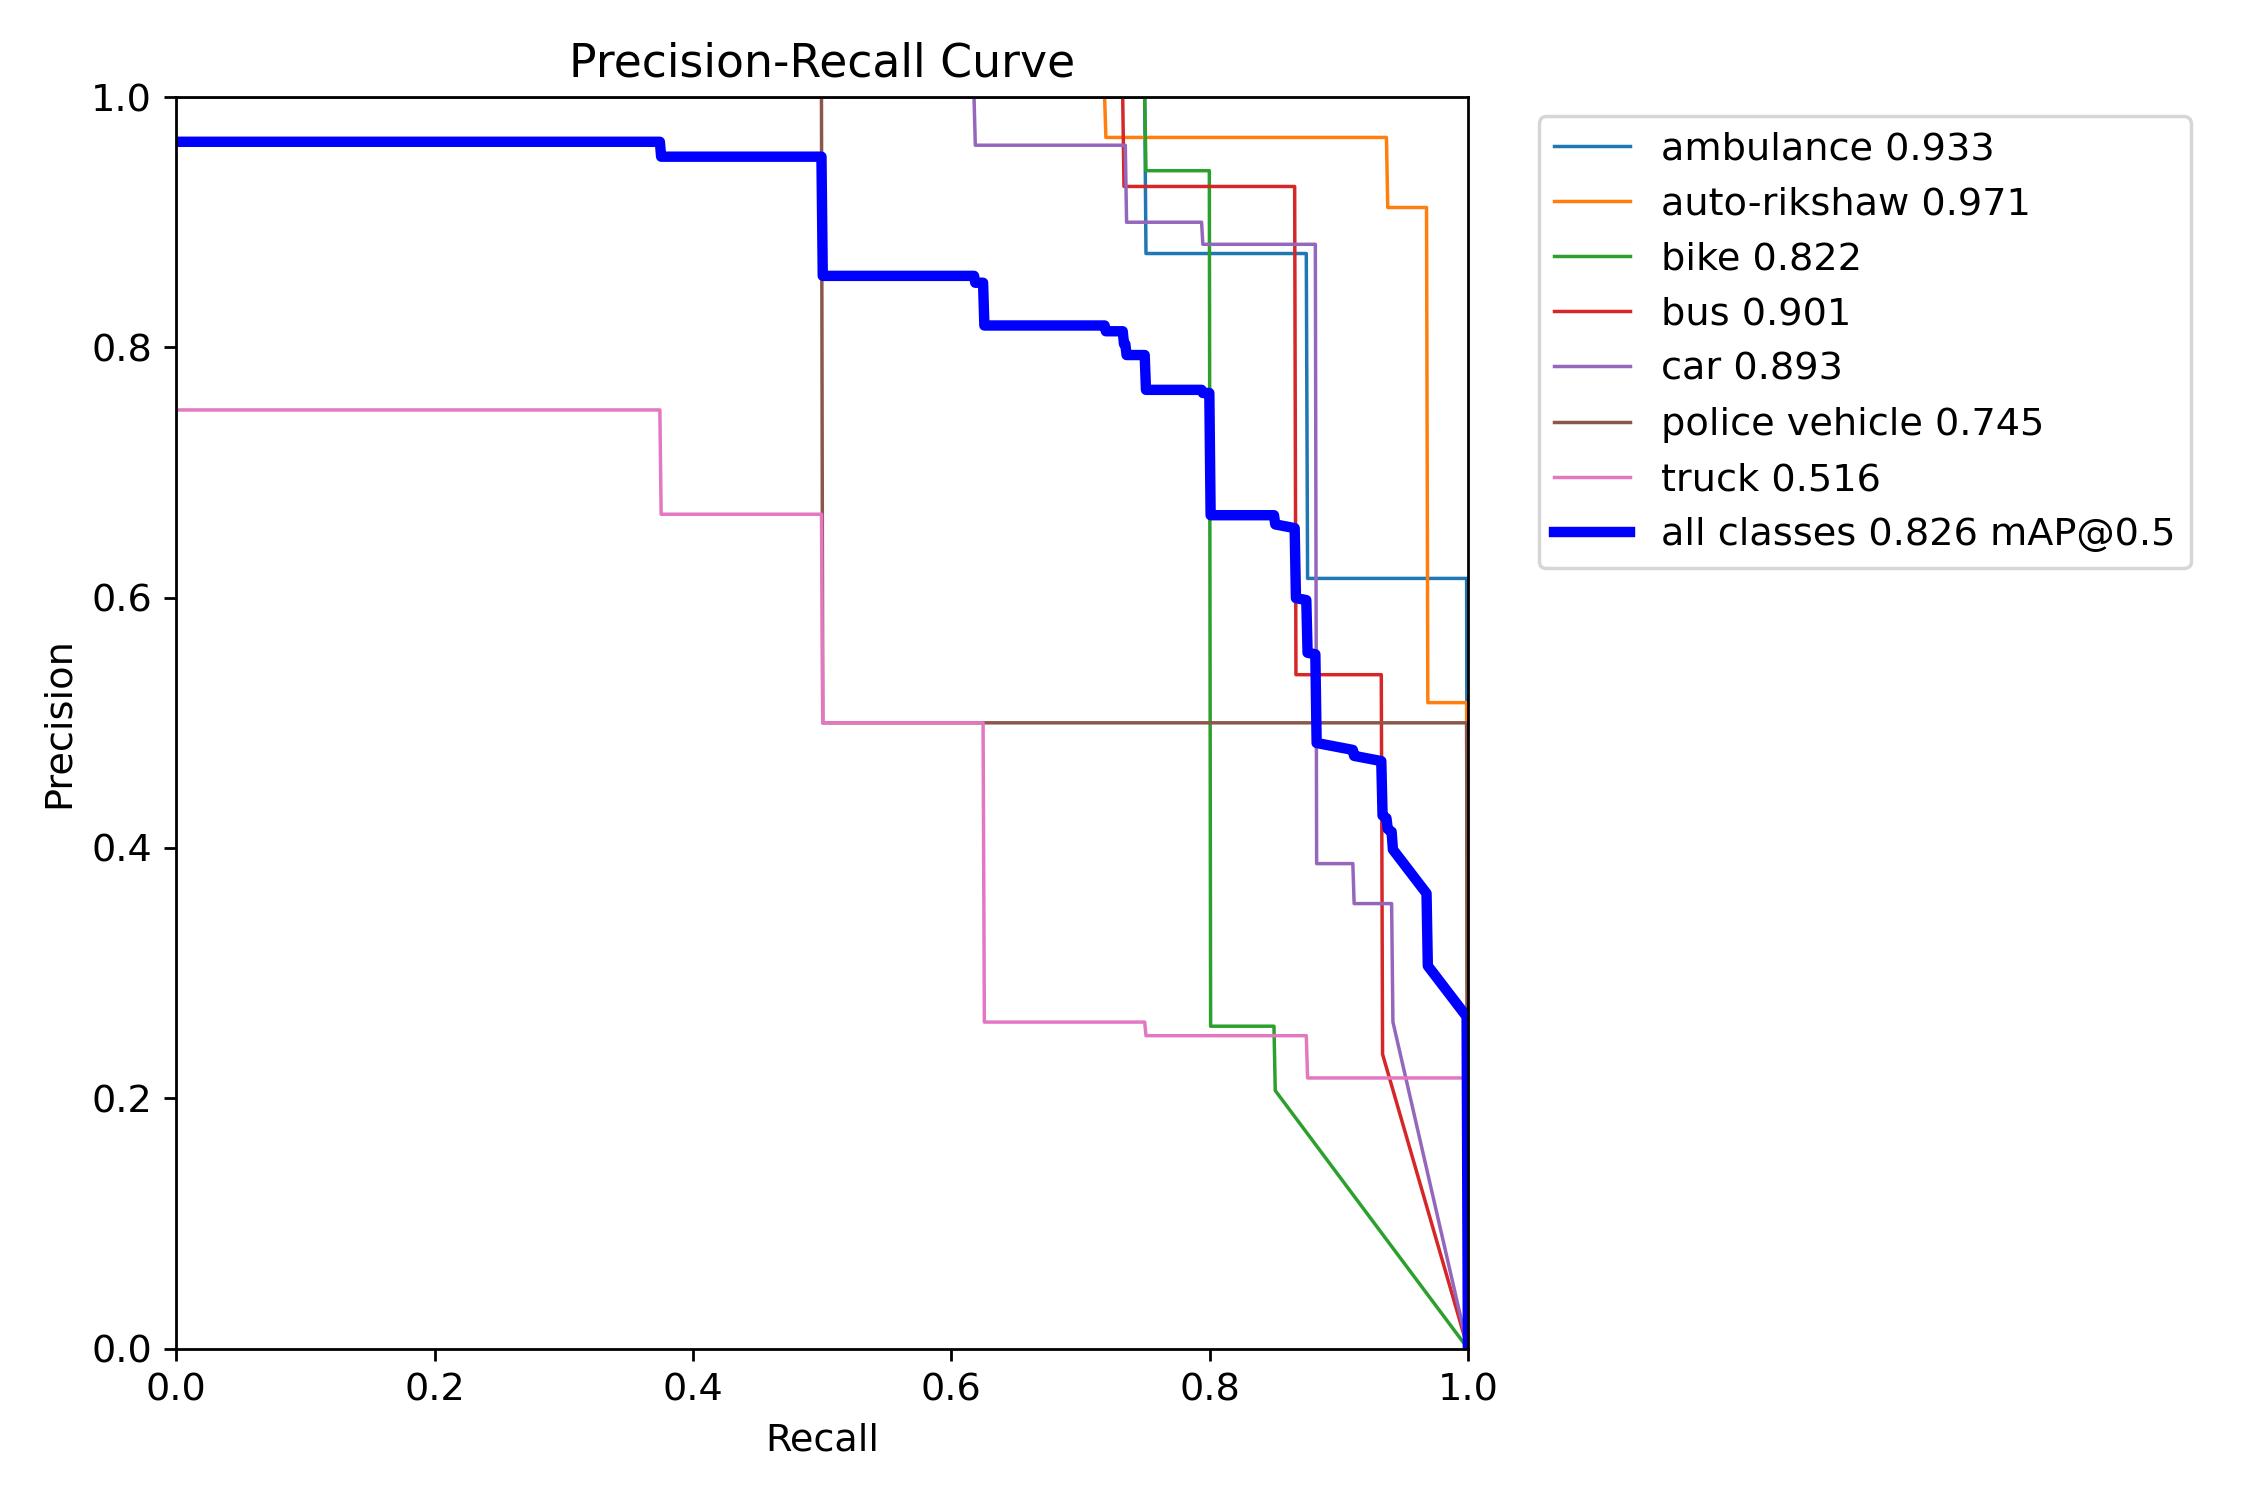 Precision-Recall Curve
1.0
0.8
0.6
0.4
0.2
0.0
Precision
0.0 0.2 0.4 0.6 0.8 1.0
Recall
ambulance 0.933
auto-rikshaw 0.971
bike 0.822
bus 0.901
car 0.893
police vehicle 0.745
truck 0.516
all classes 0.826 mAP@0.5